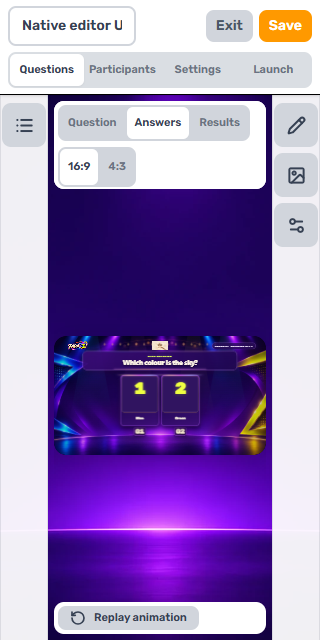 Native editor U
Exit
Save
Questions
Participants
Settings
Launch
Question
Answers
Results
16:9
4:3
Which colour is the sky?
1
2
Replay animation